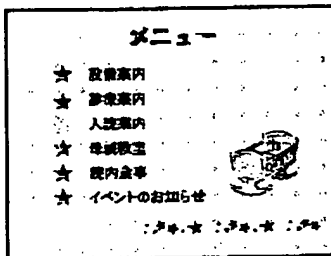 メニュー
設備案内
診療案内
入院案内
母親教室
院内食事
イベントのお知らせ